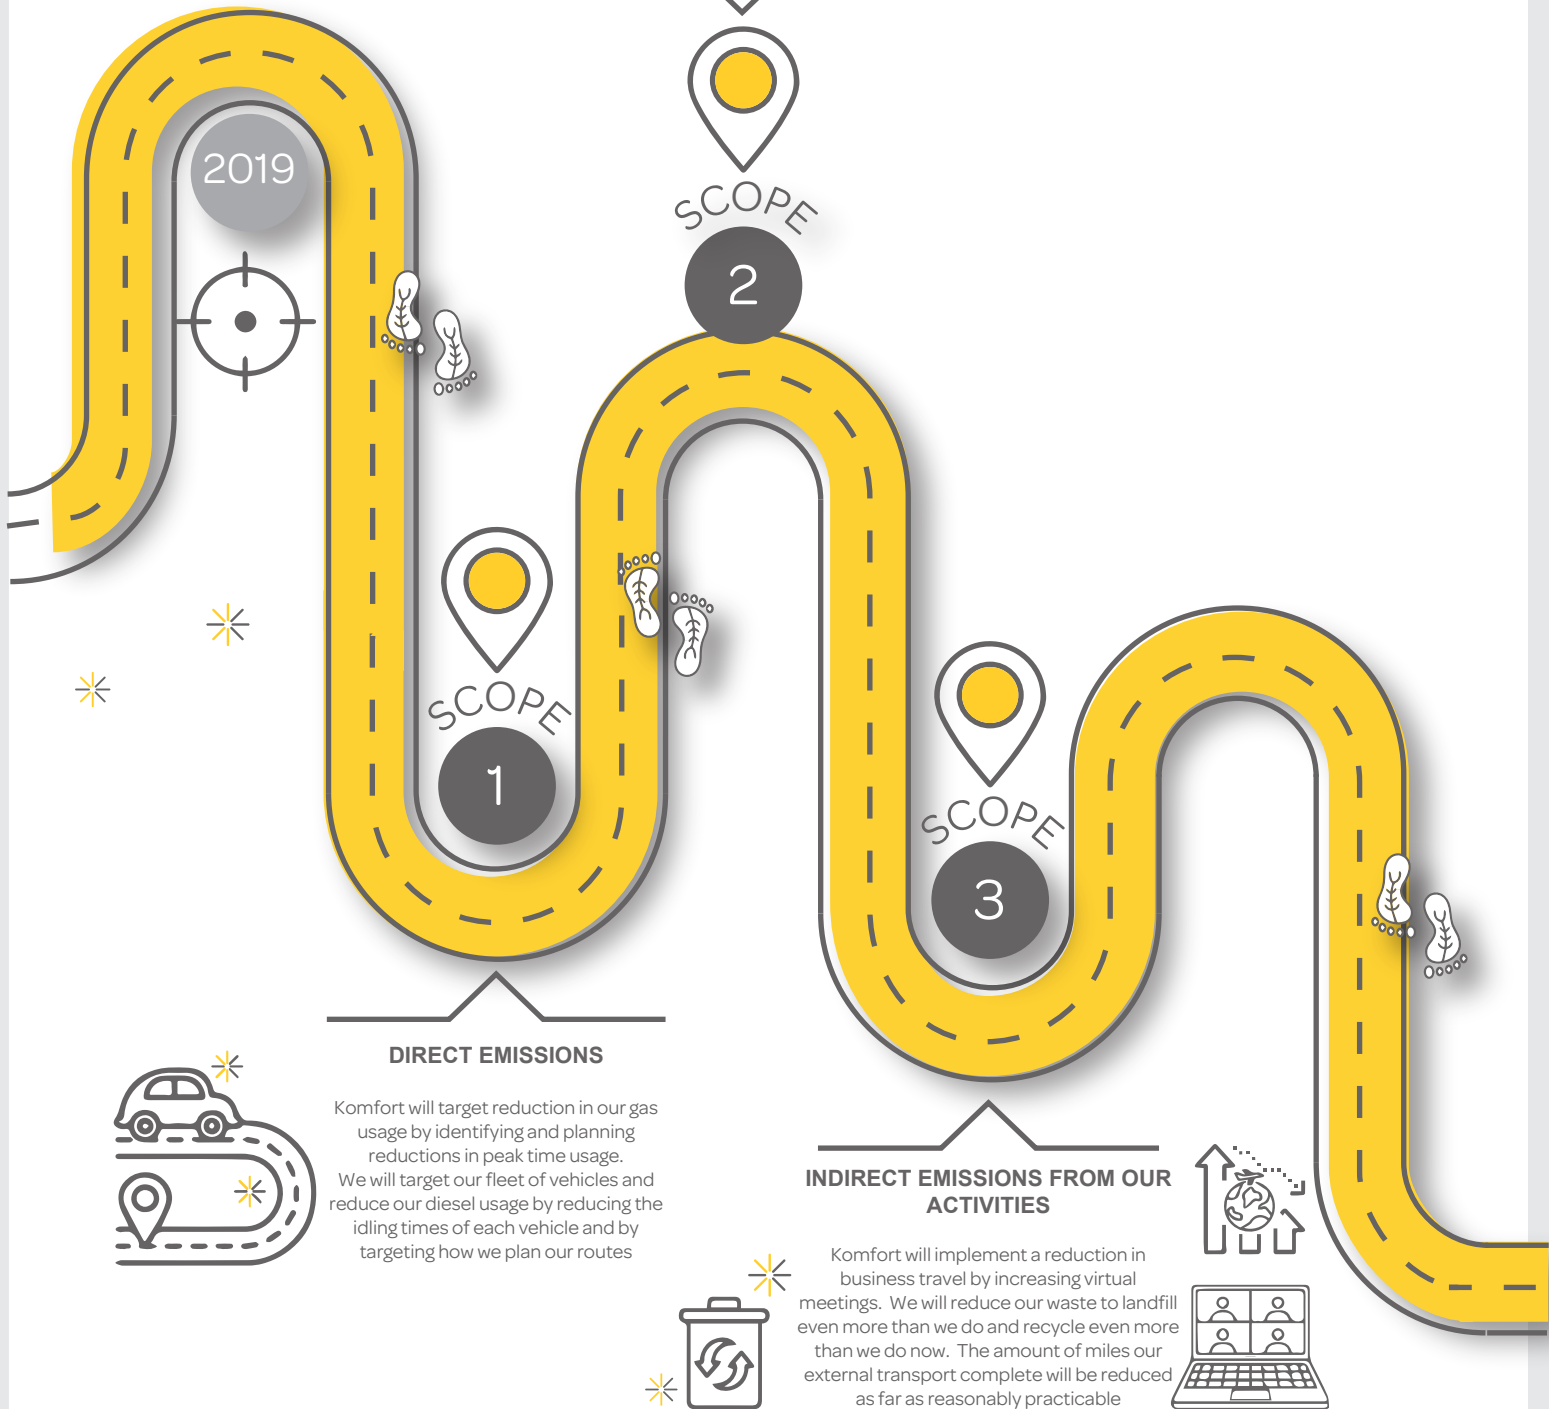 2019
SCOPE
2
SCOPE
1
SCOPE
3
DIRECT EMISSIONS
Komfort will target reduction in our gas
usage by identifying and planning
reductions in peak time usage.
We will target our fleet of vehicles and
reduce our diesel usage by reducing the
idling times of each vehicle and by
targeting how we plan our routes
INDIRECT EMISSIONS FROM OUR
ACTIVITIES
Komfort will implement a reduction in
business travel by increasing virtual
meetings. We will reduce our waste to landfill
even more than we do and recycle even more
than we do now. The amount of miles our
external transport complete will be reduced
as far as reasonably practicable